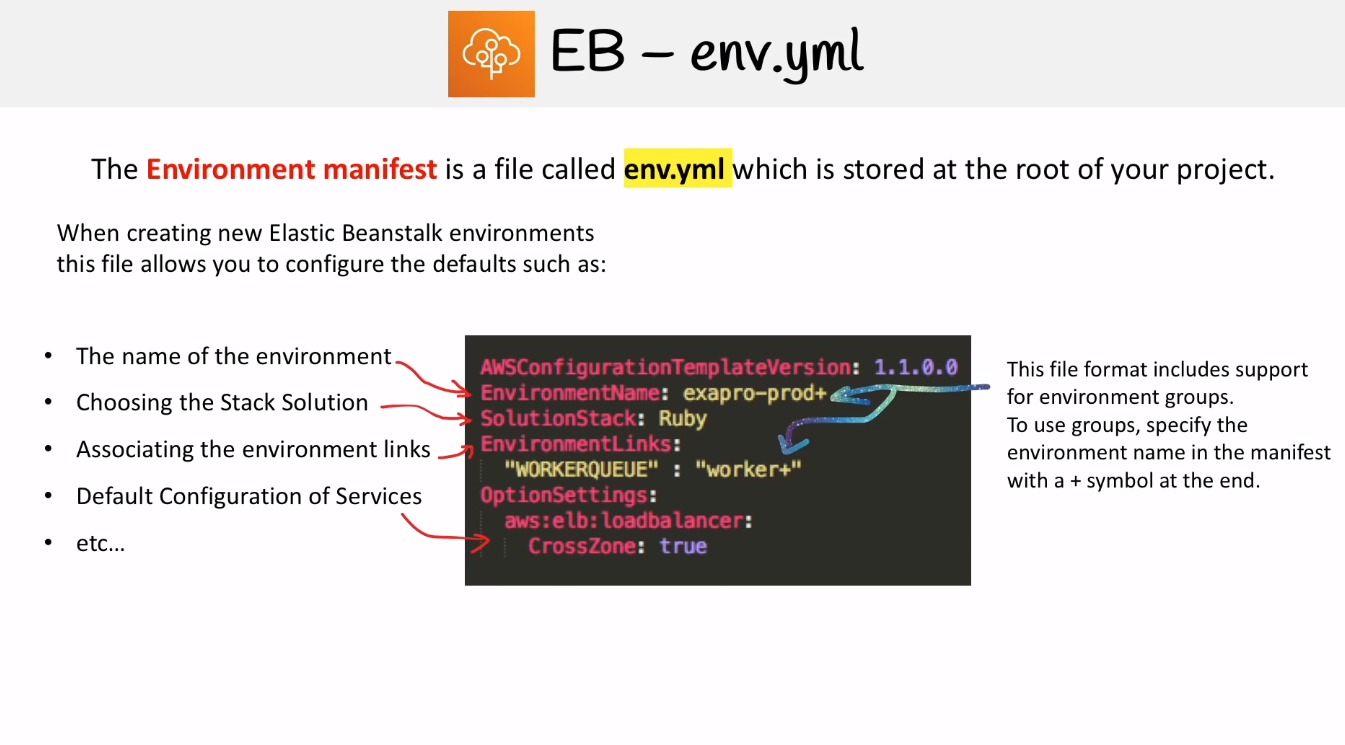 EB – env.yml
The Environment manifest is a file called env.yml which is stored at the root of your project.
When creating new Elastic Beanstalk environments
this file allows you to configure the defaults such as:
• The name of the environment
• Choosing the Stack Solution
• Associating the environment links
• Default Configuration of Services
• etc...
AWSConfigurationTemplateVersion: 1.1.0.0
EnvironmentName: exapro-prod+
SolutionStack: Ruby
EnvironmentLinks:
"WORKERQUEUE" : "worker+"
OptionSettings:
aws:elb:loadbalancer:
CrossZone: true
This file format includes support
for environment groups.
To use groups, specify the
environment name in the manifest
with a + symbol at the end.